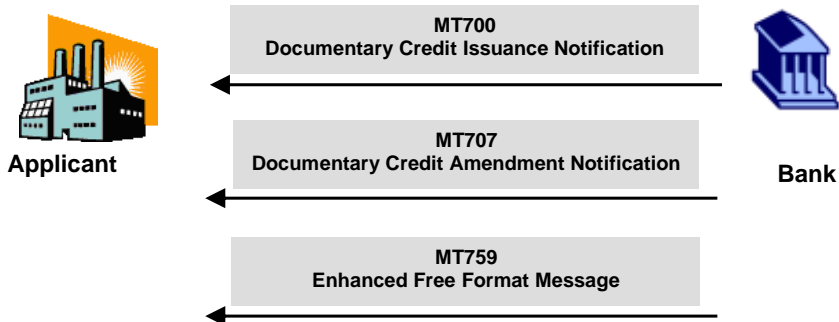 MT700
Documentary Credit Issuance Notification
MT707
Documentary Credit Amendment Notification
Applicant
Bank
MT759
Enhanced Free Format Message